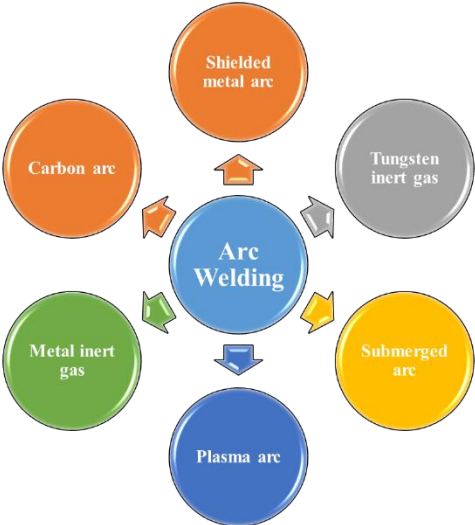 Shielded
metal arc
Carbon arc
Tungsten
inert gas
Arc
Welding
Metal inert
gas
Submerged
arc
Plasma arc